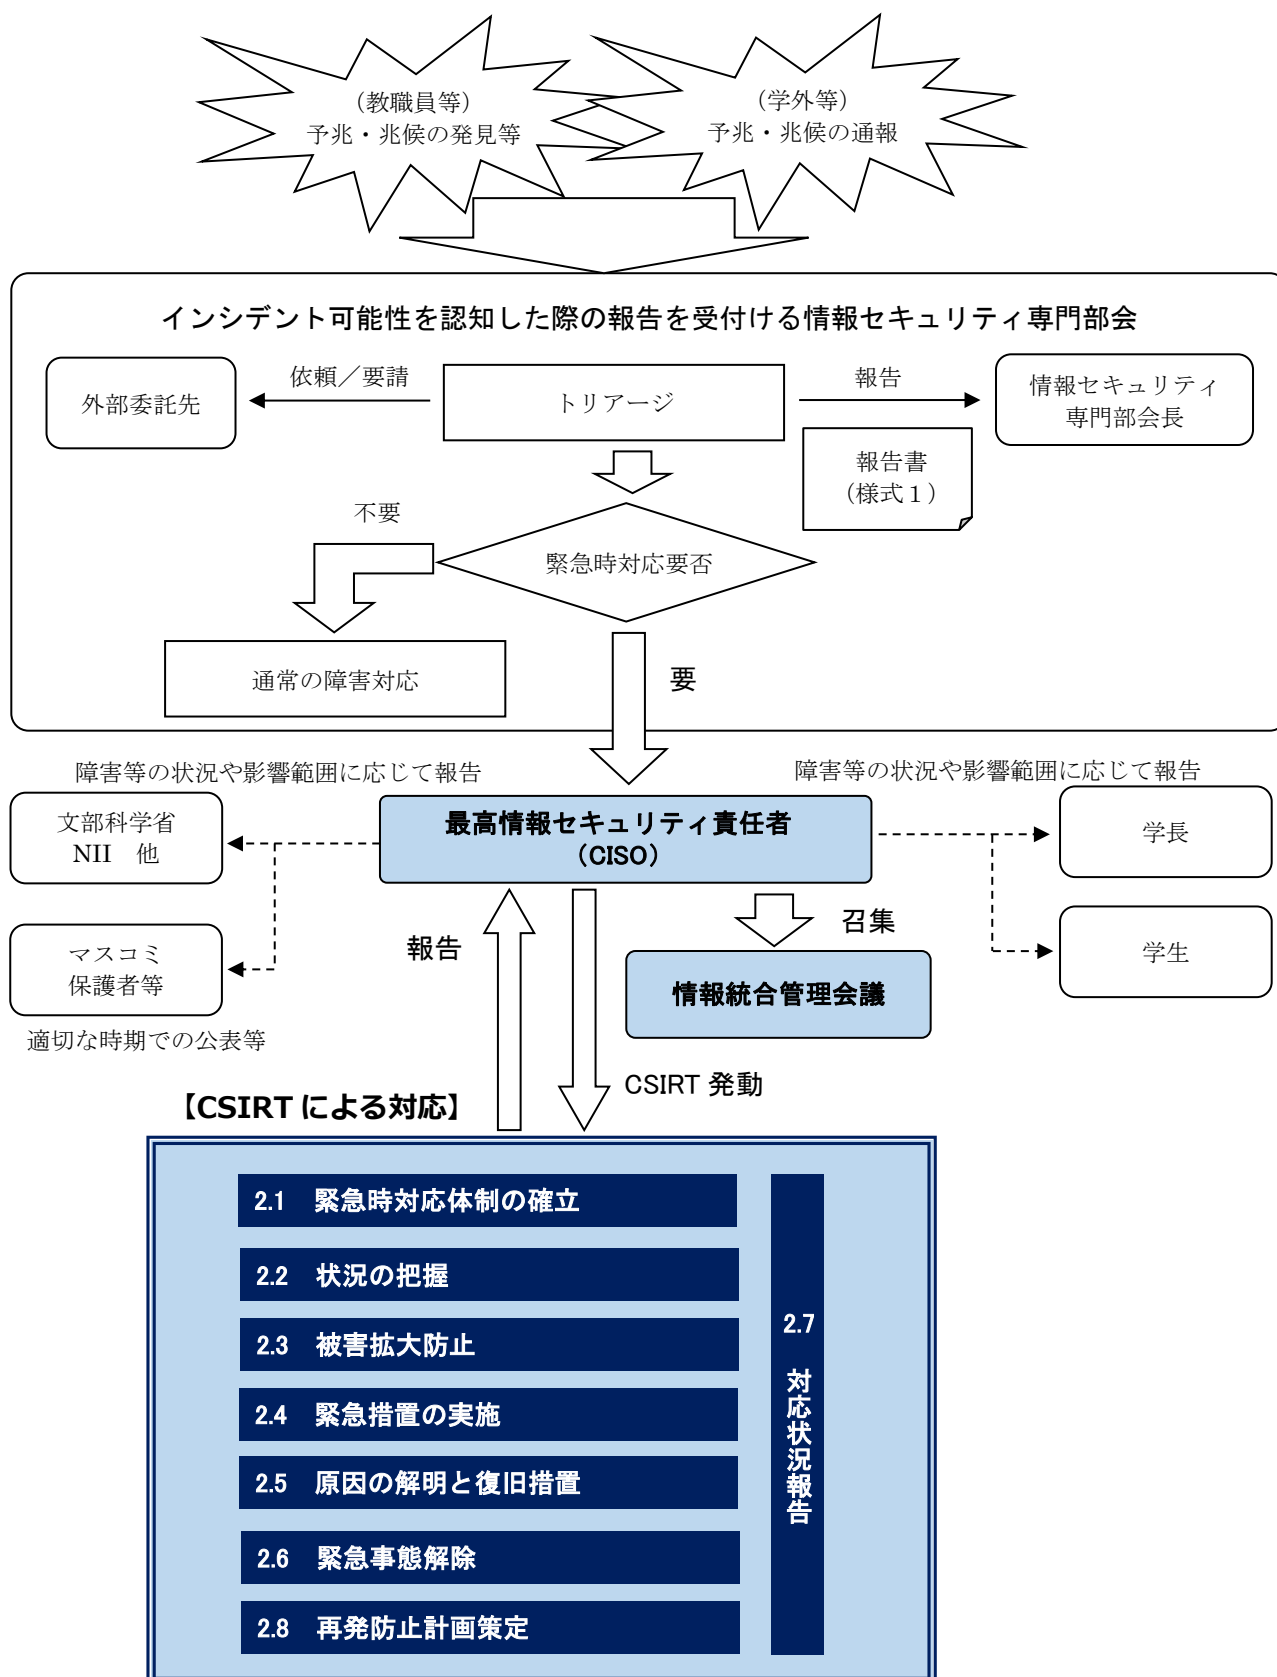 （教職員等）
予兆・兆候の発見等
（学外等）
予兆・兆候の通報
インシデント可能性を認知した際の報告を受付ける情報セキュリティ専門部会
外部委託先
依頼／要請
トリアージ
報告
情報セキュリティ
専門部会長
報告書
（様式１）
不要
緊急時対応要否
通常の障害対応
要
障害等の状況や影響範囲に応じて報告
障害等の状況や影響範囲に応じて報告
文部科学省
NII　他
最高情報セキュリティ責任者
（CISO）
学長
マスコミ
保護者等
報告
召集
情報統合管理会議
学生
適切な時期での公表等
CSIRT 発動
【CSIRT による対応】
2.1　緊急時対応体制の確立
2.2　状況の把握
2.3　被害拡大防止
2.4　緊急措置の実施
2.5　原因の解明と復旧措置
2.6　緊急事態解除
2.8　再発防止計画策定
2.7　対応状況報告